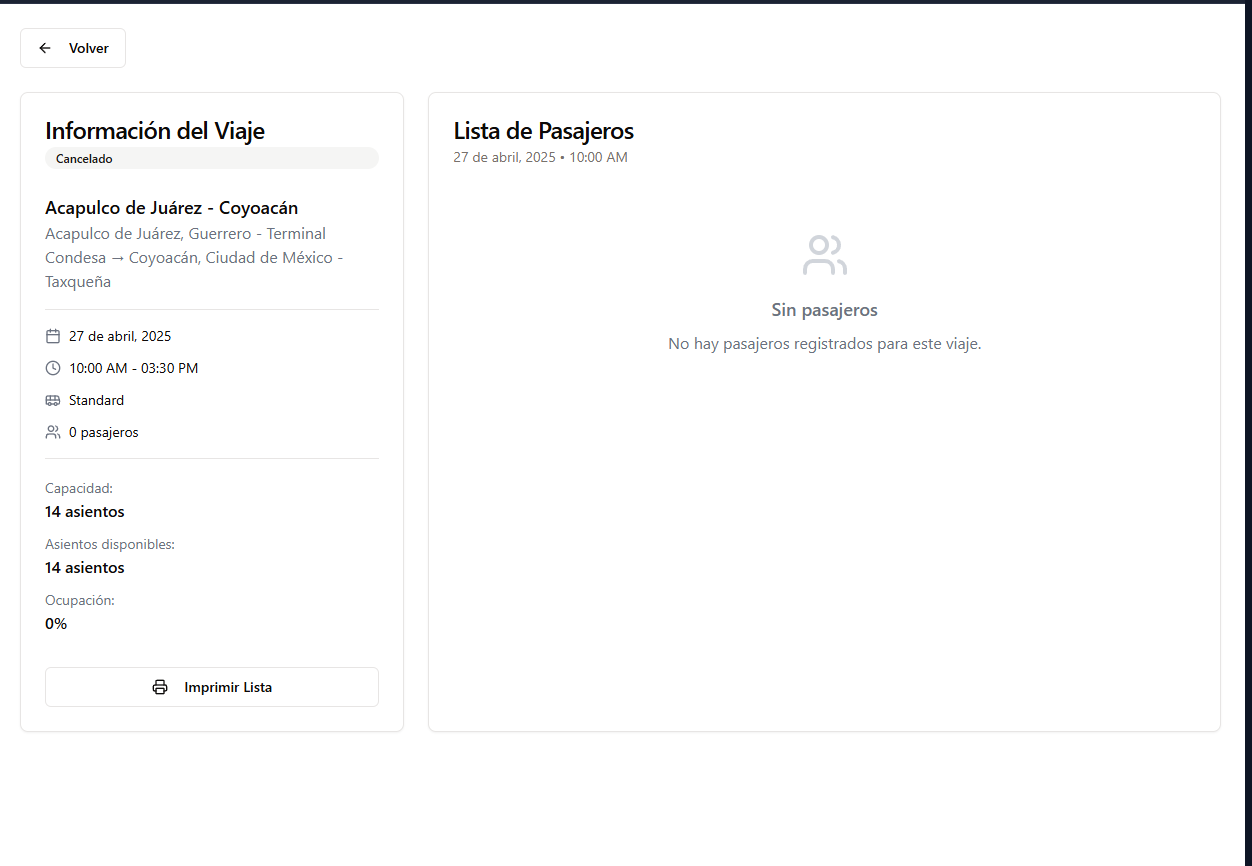 Volver
Información del Viaje
Cancelado
Acapulco de Juárez - Coyoacán
Acapulco de Juárez, Guerrero - Terminal
Condesa → Coyoacán, Ciudad de México -
Taxqueña
27 de abril, 2025
10:00 AM - 03:30 PM
Standard
0 pasajeros
Capacidad:
14 asientos
Asientos disponibles:
14 asientos
Ocupación:
0%
Imprimir Lista
Lista de Pasajeros
27 de abril, 2025 • 10:00 AM
Sin pasajeros
No hay pasajeros registrados para este viaje.